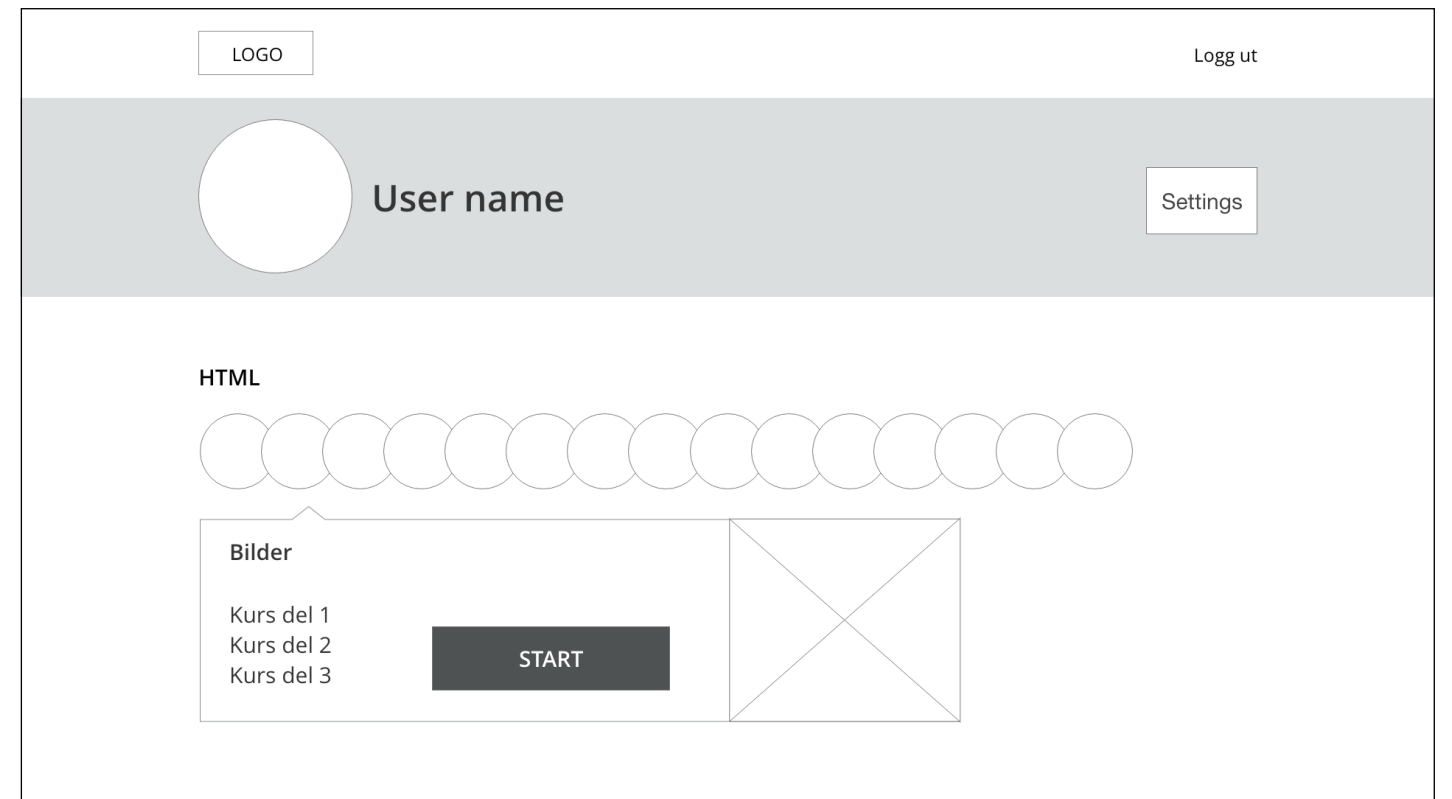 LOGO
Logg ut
User name
Settings
HTML
Bilder
Kurs del 1
Kurs del 2
Kurs del 3
START